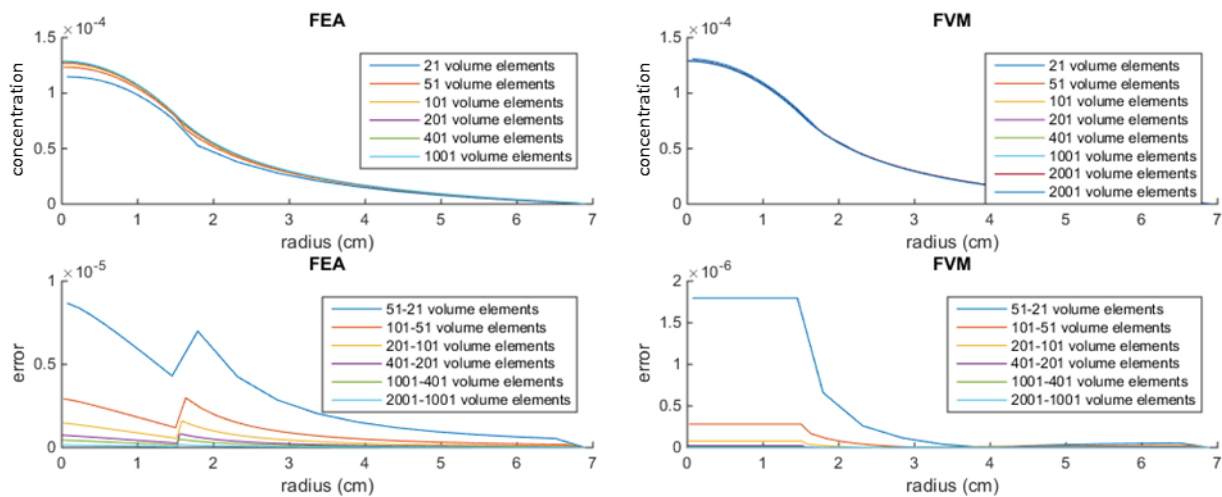 FEA
×10⁻⁴
1.5
1
0.5
0
concentration
21 volume elements
51 volume elements
101 volume elements
201 volume elements
401 volume elements
1001 volume elements
0 1 2 3 4 5 6 7
radius (cm)
FVM
×10⁻⁴
1.5
1
0.5
0
concentration
21 volume elements
51 volume elements
101 volume elements
201 volume elements
401 volume elements
1001 volume elements
2001 volume elements
2001 volume elements
0 1 2 3 4 5 6 7
radius (cm)
FEA
×10⁻⁵
1
0.5
0
error
51-21 volume elements
101-51 volume elements
201-101 volume elements
401-201 volume elements
1001-401 volume elements
2001-1001 volume elements
0 1 2 3 4 5 6 7
radius (cm)
FVM
×10⁻⁶
2
1.5
1
0.5
0
error
51-21 volume elements
101-51 volume elements
201-101 volume elements
401-201 volume elements
1001-401 volume elements
2001-1001 volume elements
0 1 2 3 4 5 6 7
radius (cm)